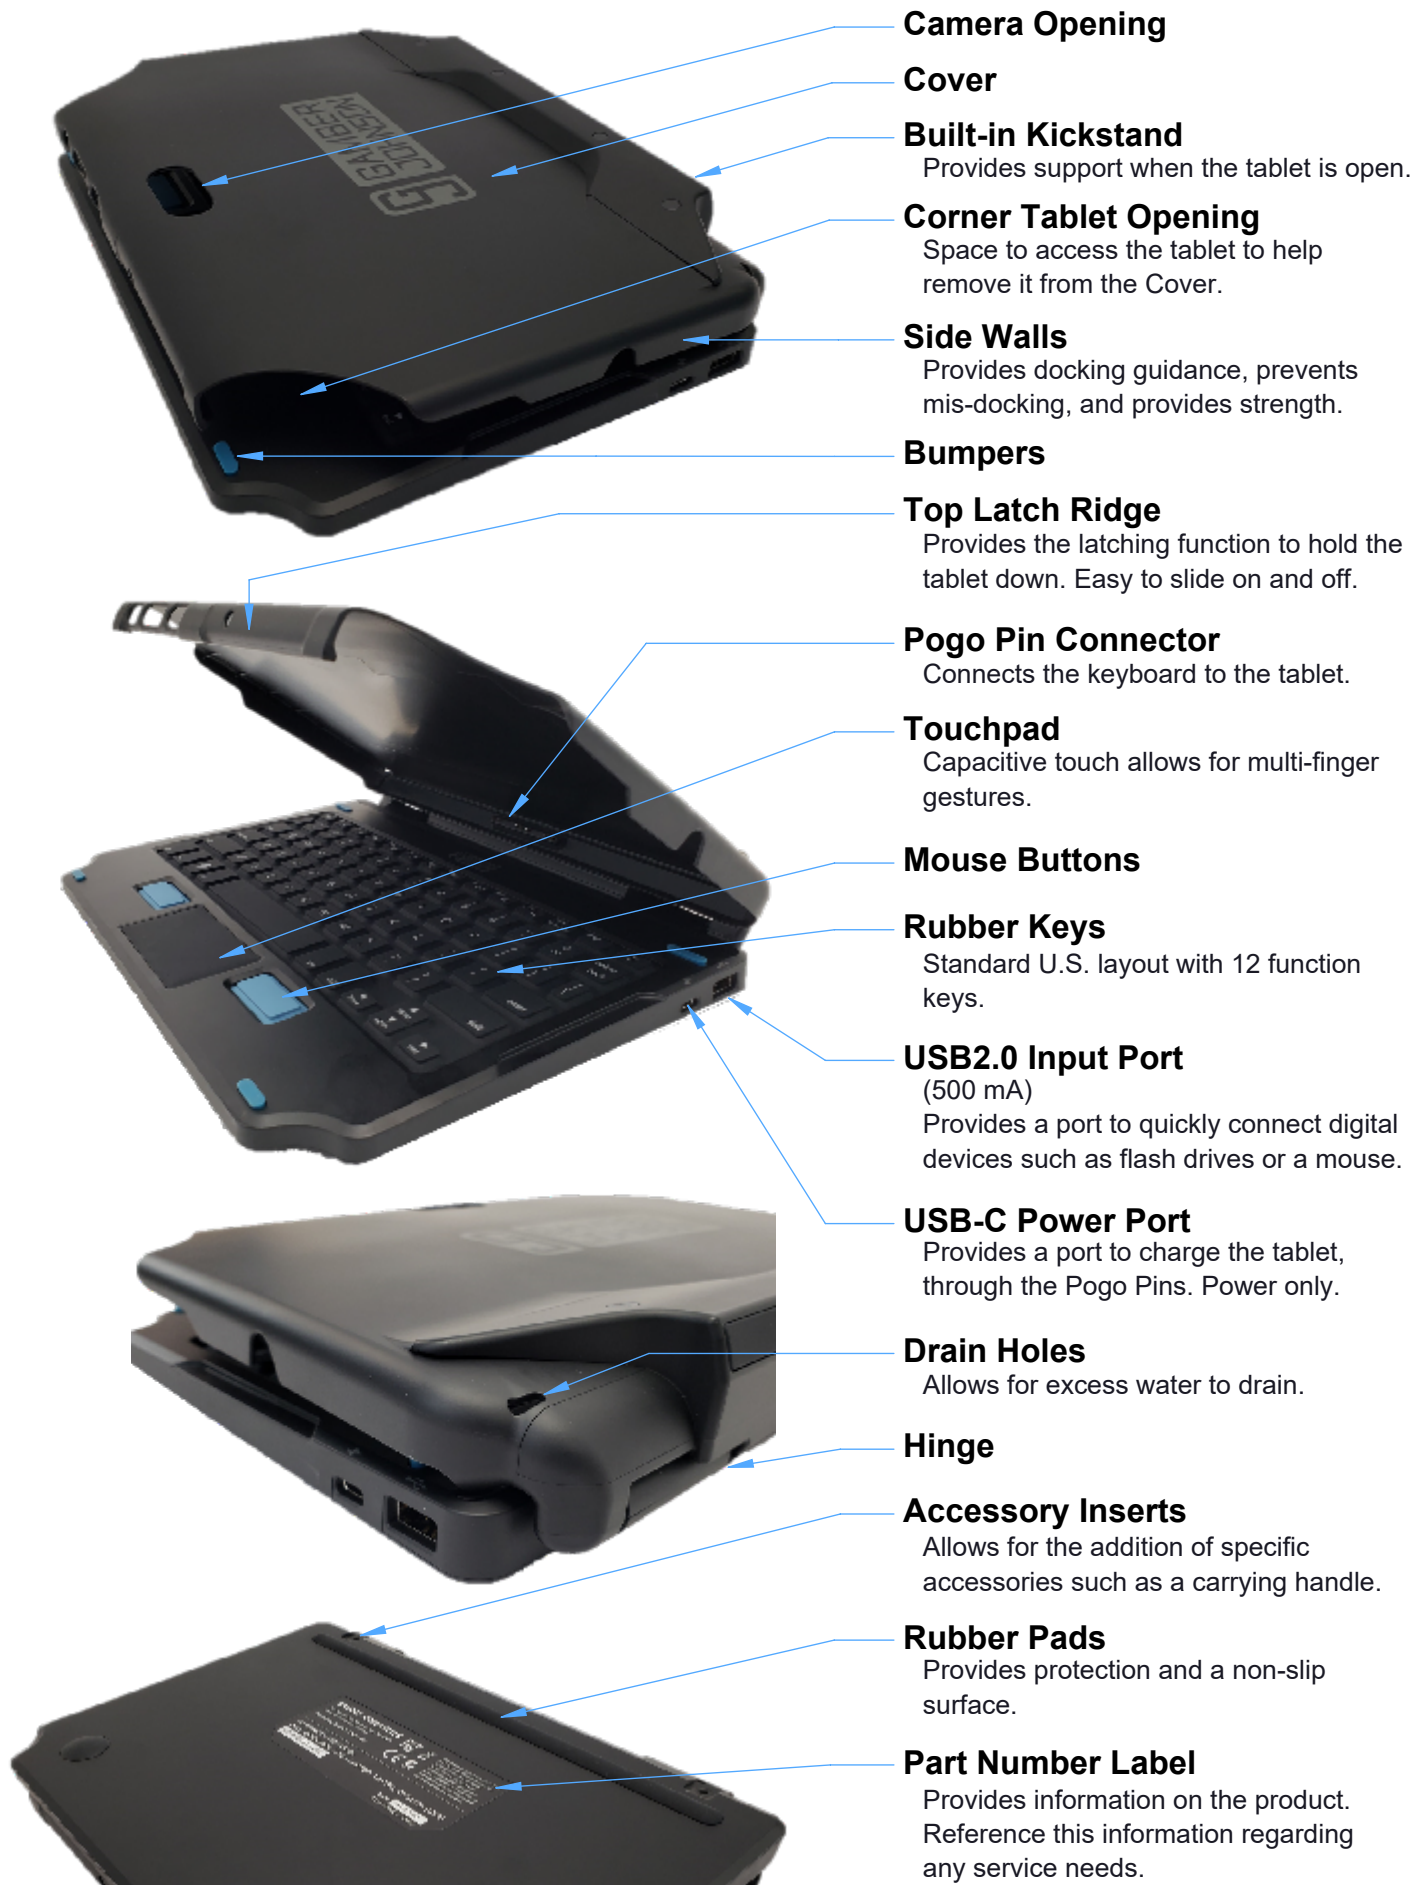 Camera Opening
Cover
Built-in Kickstand
Provides support when the tablet is open.
Corner Tablet Opening
Space to access the tablet to help
remove it from the Cover.
Side Walls
Provides docking guidance, prevents
mis-docking, and provides strength.
Bumpers
Top Latch Ridge
Provides the latching function to hold the
tablet down. Easy to slide on and off.
Pogo Pin Connector
Connects the keyboard to the tablet.
Touchpad
Capacitive touch allows for multi-finger
gestures.
Mouse Buttons
Rubber Keys
Standard U.S. layout with 12 function
keys.
USB2.0 Input Port
(500 mA)
Provides a port to quickly connect digital
devices such as flash drives or a mouse.
USB-C Power Port
Provides a port to charge the tablet,
through the Pogo Pins. Power only.
Drain Holes
Allows for excess water to drain.
Hinge
Accessory Inserts
Allows for the addition of specific
accessories such as a carrying handle.
Rubber Pads
Provides protection and a non-slip
surface.
Part Number Label
Provides information on the product.
Reference this information regarding
any service needs.
GAMBER
JOHNSON